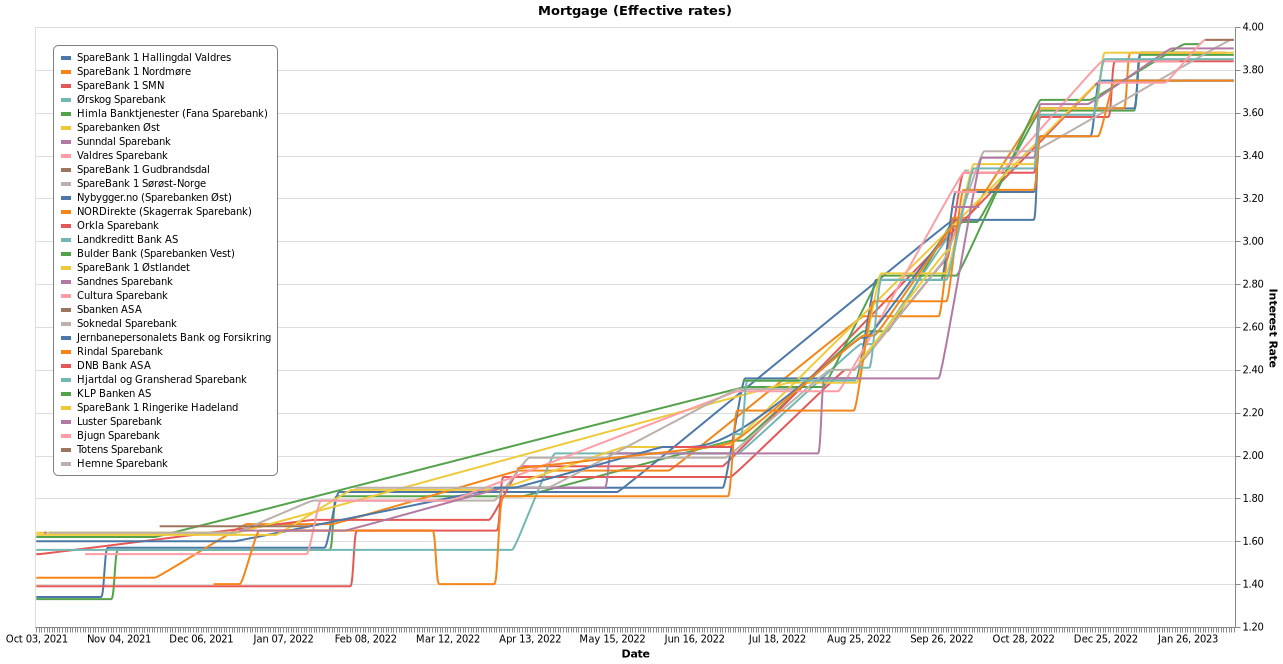 Mortgage (Effective rates)
SpareBank 1 Hallingdal Valdres
SpareBank 1 Nordmøre
SpareBank 1 SMN
Ørskog Sparebank
Himla Banktjenester (Fana Sparebank)
Sparebanken Øst
Sunndal Sparebank
Valdres Sparebank
SpareBank 1 Gudbrandsdal
SpareBank 1 Sørøst-Norge
Nybygger.no (Sparebanken Øst)
NORDirekte (Skagerrak Sparebank)
Orkla Sparebank
Landkreditt Bank AS
Bulder Bank (Sparebanken Vest)
SpareBank 1 Østlandet
Sandnes Sparebank
Cultura Sparebank
Sbanken ASA
Soknedal Sparebank
Jernbanepersonalets Bank og Forsikring
Rindal Sparebank
DNB Bank ASA
Hjartdal og Gransherad Sparebank
KLP Banken AS
SpareBank 1 Ringerike Hadeland
Luster Sparebank
Bjugn Sparebank
Totens Sparebank
Hemne Sparebank
4.00
3.80
3.60
3.40
3.20
3.00
2.80
2.60
2.40
2.20
2.00
1.80
1.60
1.40
1.20
Interest Rate
Oct 03, 2021 Nov 04, 2021 Dec 06, 2021 Jan 07, 2022 Feb 08, 2022 Mar 12, 2022 Apr 13, 2022 May 15, 2022 Jun 16, 2022 Jul 18, 2022 Aug 25, 2022 Sep 26, 2022 Oct 28, 2022 Dec 25, 2022 Jan 26, 2023
Date